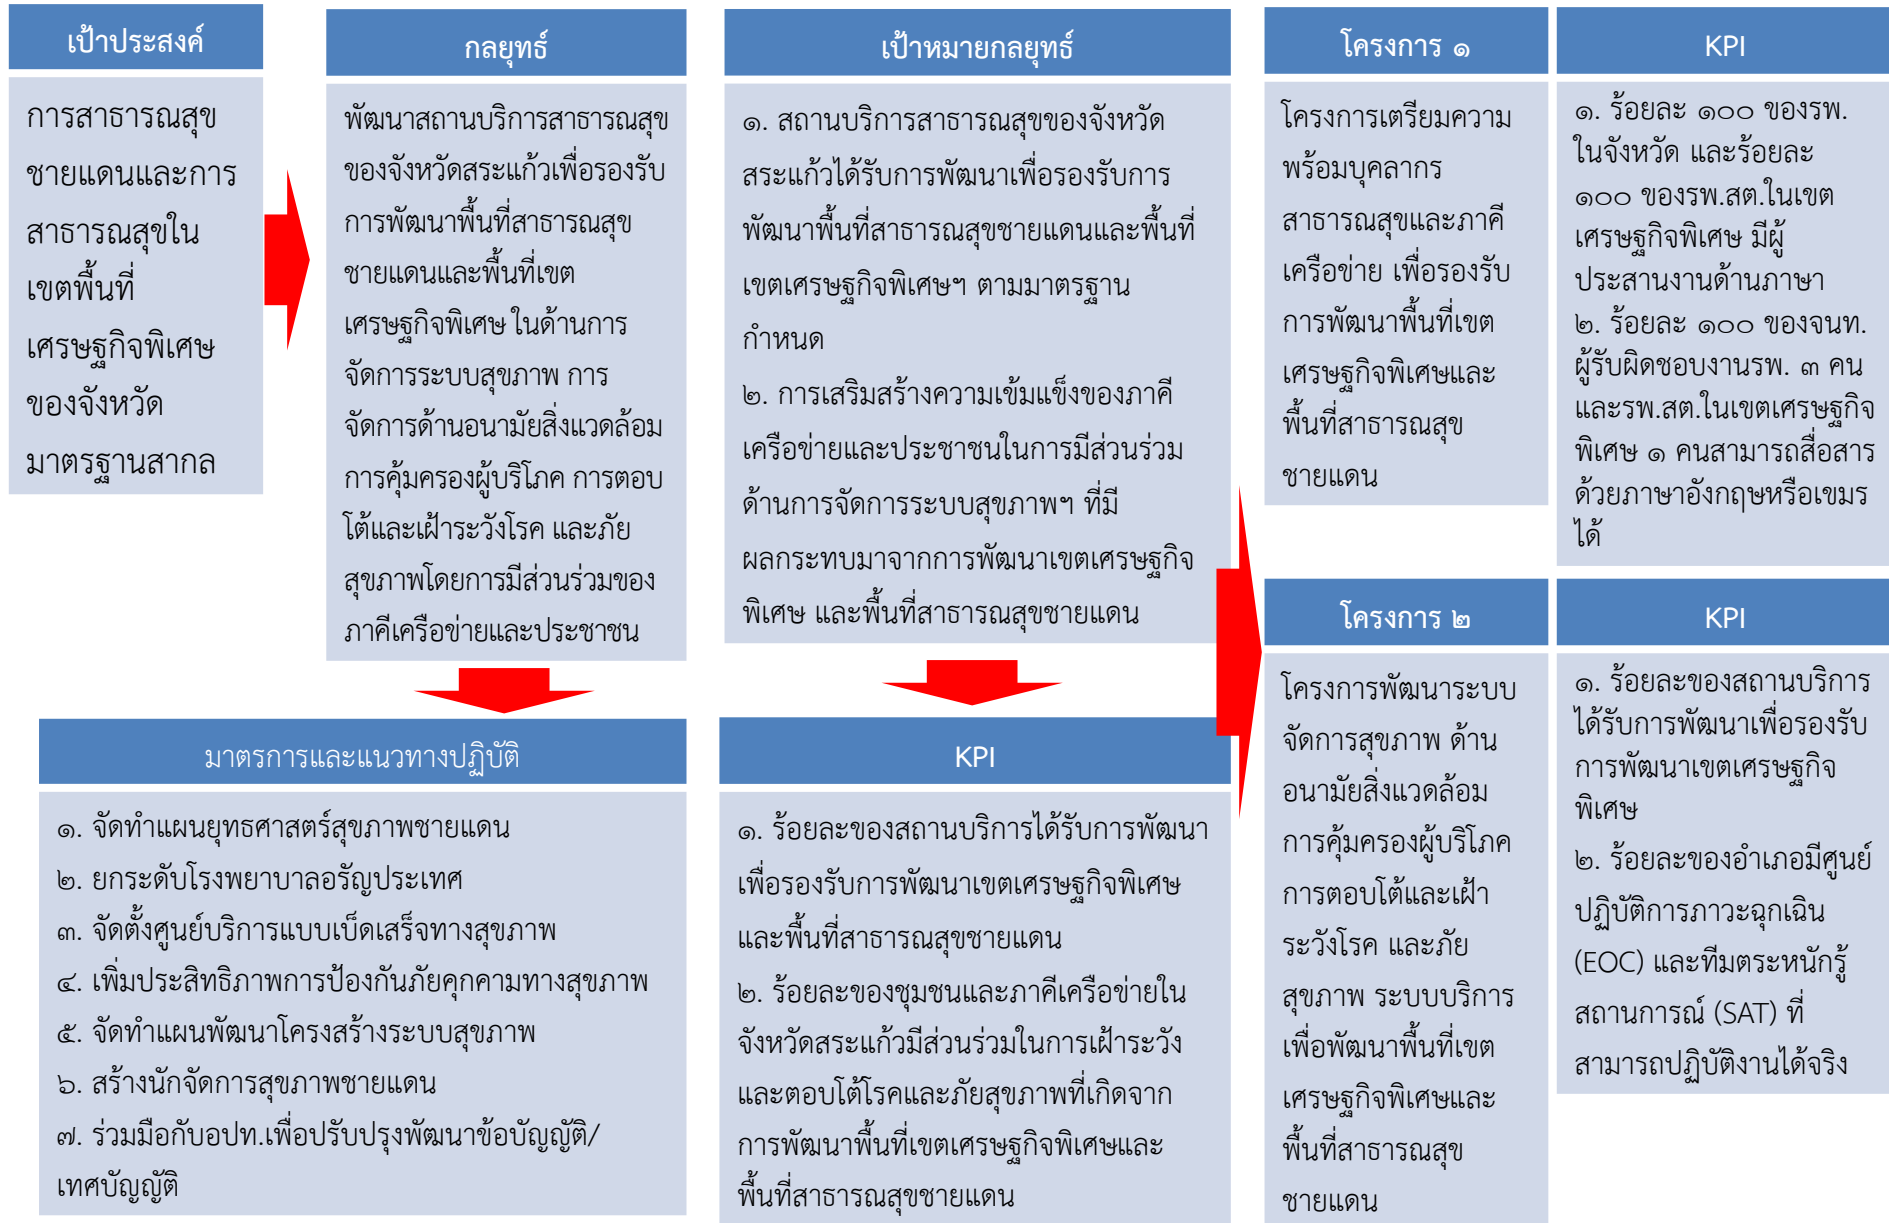 เป้าประสงค์
การสาธารณสุข
ชายแดนและการ
สาธารณสุขใน
เขตพื้นที่
เศรษฐกิจพิเศษ
ของจังหวัด
มาตรฐานสากล
กลยุทธ์
พัฒนาสถานบริการสาธารณสุข
ของจังหวัดสระแก้วเพื่อรองรับ
การพัฒนาพื้นที่สาธารณสุข
ชายแดนและพื้นที่เขต
เศรษฐกิจพิเศษ ในด้านการ
จัดการระบบสุขภาพ การ
จัดการด้านอนามัยสิ่งแวดล้อม
การคุ้มครองผู้บริโภค การตอบ
โต้และเฝ้าระวังโรค และภัย
สุขภาพโดยการมีส่วนร่วมของ
ภาคีเครือข่ายและประชาชน
เป้าหมายกลยุทธ์
๑. สถานบริการสาธารณสุขของจังหวัด
สระแก้วได้รับการพัฒนาเพื่อรองรับการ
พัฒนาพื้นที่สาธารณสุขชายแดนและพื้นที่
เขตเศรษฐกิจพิเศษฯ ตามมาตรฐาน
กำหนด
๒. การเสริมสร้างความเข้มแข็งของภาคี
เครือข่ายและประชาชนในการมีส่วนร่วม
ด้านการจัดการระบบสุขภาพฯ ที่มี
ผลกระทบมาจากการพัฒนาเขตเศรษฐกิจ
พิเศษ และพื้นที่สาธารณสุขชายแดน
โครงการ ๑
โครงการเตรียมความ
พร้อมบุคลากร
สาธารณสุขและภาคี
เครือข่าย เพื่อรองรับ
การพัฒนาพื้นที่เขต
เศรษฐกิจพิเศษและ
พื้นที่สาธารณสุข
ชายแดน
KPI
๑. ร้อยละ ๑๐๐ ของรพ.
ในจังหวัด และร้อยละ
๑๐๐ ของรพ.สต.ในเขต
เศรษฐกิจพิเศษ มีผู้
ประสานงานด้านภาษา
๒. ร้อยละ ๑๐๐ ของจนท.
ผู้รับผิดชอบงานรพ. ๓ คน
และรพ.สต.ในเขตเศรษฐกิจ
พิเศษ ๑ คนสามารถสื่อสาร
ด้วยภาษาอังกฤษหรือเขมร
ได้
มาตรการและแนวทางปฏิบัติ
๑. จัดทำแผนยุทธศาสตร์สุขภาพชายแดน
๒. ยกระดับโรงพยาบาลอรัญประเทศ
๓. จัดตั้งศูนย์บริการแบบเบ็ดเสร็จทางสุขภาพ
๔. เพิ่มประสิทธิภาพการป้องกันภัยคุกคามทางสุขภาพ
๕. จัดทำแผนพัฒนาโครงสร้างระบบสุขภาพ
๖. สร้างนักจัดการสุขภาพชายแดน
๗. ร่วมมือกับอปท.เพื่อปรับปรุงพัฒนาข้อบัญญัติ/
เทศบัญญัติ
KPI
๑. ร้อยละของสถานบริการได้รับการพัฒนา
เพื่อรองรับการพัฒนาเขตเศรษฐกิจพิเศษ
และพื้นที่สาธารณสุขชายแดน
๒. ร้อยละของชุมชนและภาคีเครือข่ายใน
จังหวัดสระแก้วมีส่วนร่วมในการเฝ้าระวัง
และตอบโต้โรคและภัยสุขภาพที่เกิดจาก
การพัฒนาพื้นที่เขตเศรษฐกิจพิเศษและ
พื้นที่สาธารณสุขชายแดน
โครงการ ๒
โครงการพัฒนาระบบ
จัดการสุขภาพ ด้าน
อนามัยสิ่งแวดล้อม
การคุ้มครองผู้บริโภค
การตอบโต้และเฝ้า
ระวังโรค และภัย
สุขภาพ ระบบบริการ
เพื่อพัฒนาพื้นที่เขต
เศรษฐกิจพิเศษและ
พื้นที่สาธารณสุข
ชายแดน
KPI
๑. ร้อยละของสถานบริการ
ได้รับการพัฒนาเพื่อรองรับ
การพัฒนาเขตเศรษฐกิจ
พิเศษ
๒. ร้อยละของอำเภอมีศูนย์
ปฏิบัติการภาวะฉุกเฉิน
(EOC) และทีมตระหนักรู้
สถานการณ์ (SAT) ที่
สามารถปฏิบัติงานได้จริง